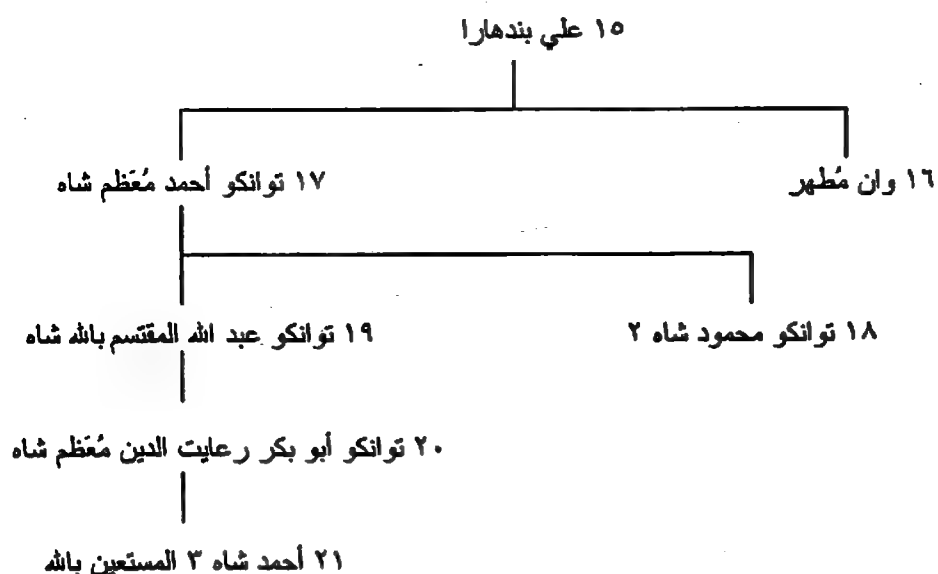 ١٥ علي بندهارا
١٦ وان مُطهر
١٧ توانكو أحمد مُعَظم شاه
١٨ توانكو محمود شاه ٢
١٩ توانكو عبد الله المقتسم بالله شاه
٢٠ توانكو أبو بكر رعايت الدين مُعَظم شاه
٢١ أحمد شاه ٣ المستعين بالله